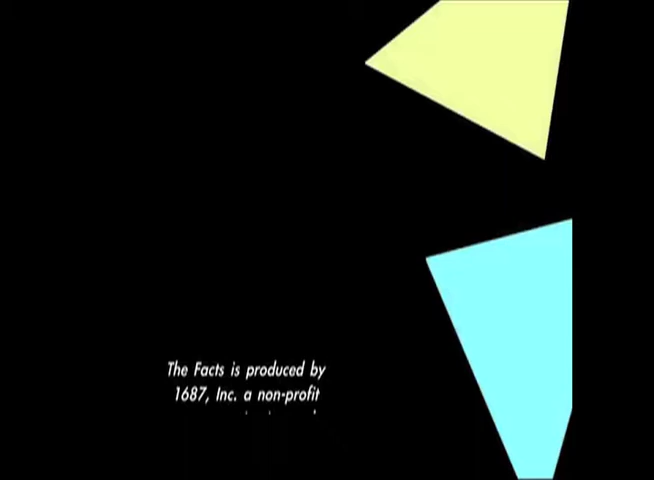 The Facts is produced by
1687, Inc. a non-profit